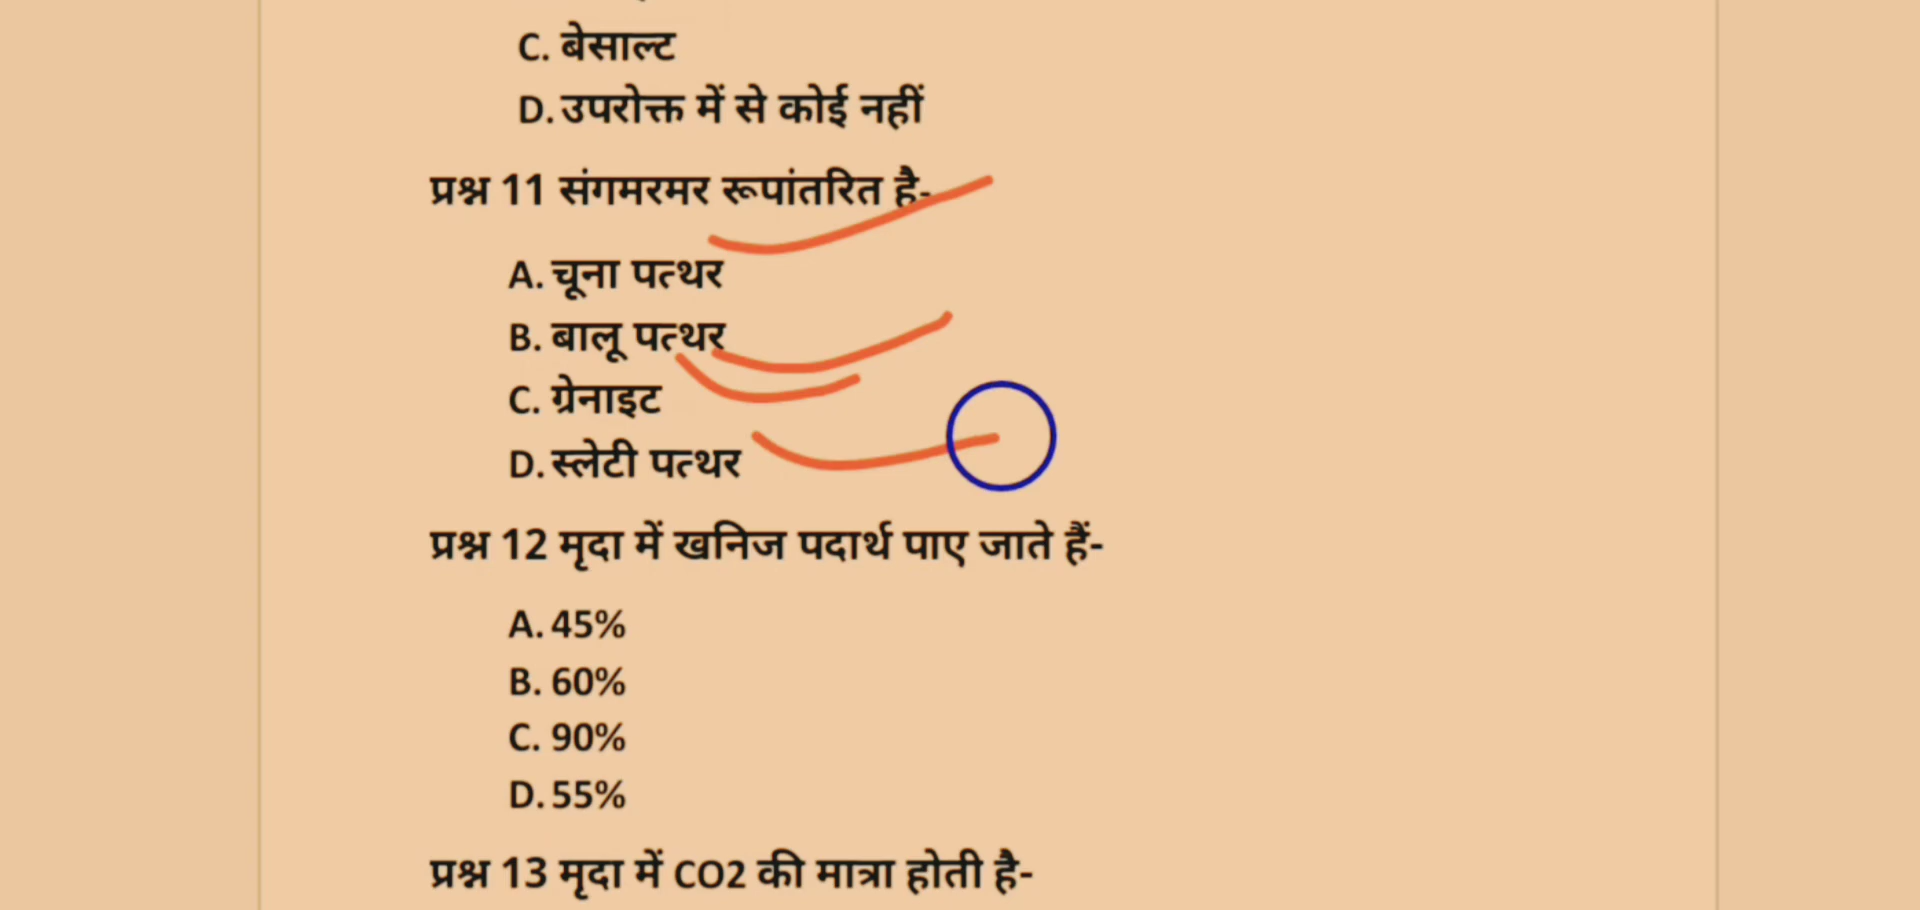 C. बेसाल्ट
D. उपरोक्त में से कोई नहीं
प्रश्न 11 संगमरमर रूपांतरित है-
A. चूना पत्थर
B. बालू पत्थर
C. ग्रेनाइट
D. स्लेटी पत्थर
प्रश्न 12 मृदा में खनिज पदार्थ पाए जाते हैं-
A. 45%
B. 60%
C. 90%
D. 55%
प्रश्न 13 मृदा में CO2 की मात्रा होती है-